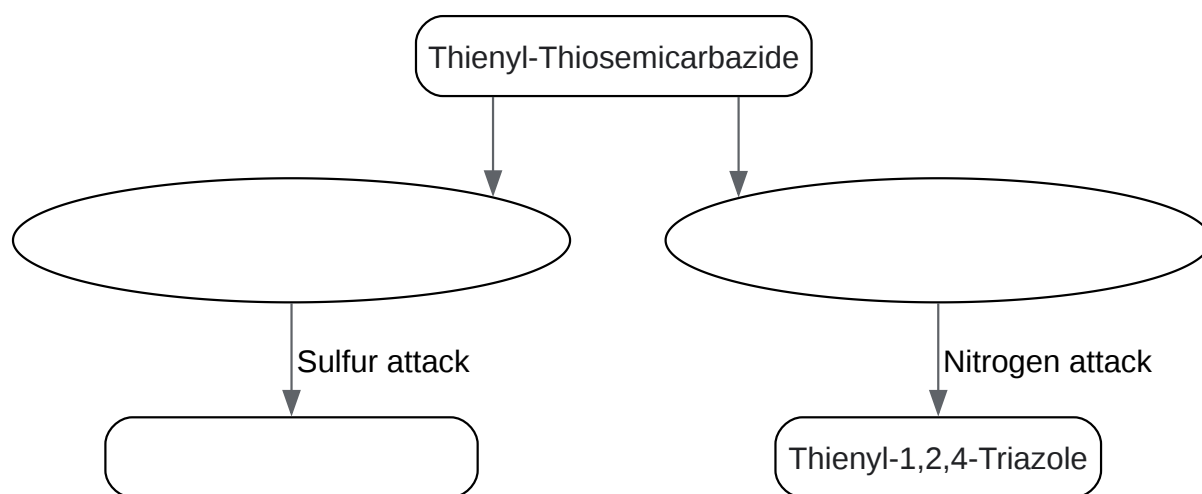 Thienyl-Thiosemicarbazide
Sulfur attack
Nitrogen attack
Thienyl-1,2,4-Triazole